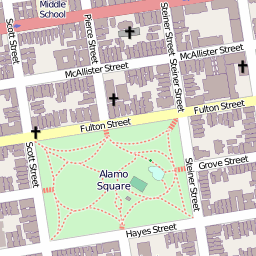 Middle
School
Scott Street
Pierce Street
Steiner Street
McAllister Street
McAllister Street
Steiner Street
Fulton Street
Fulton Street
Scott Street
Alamo
Square
Grove Street
Steiner Street
Hayes Street